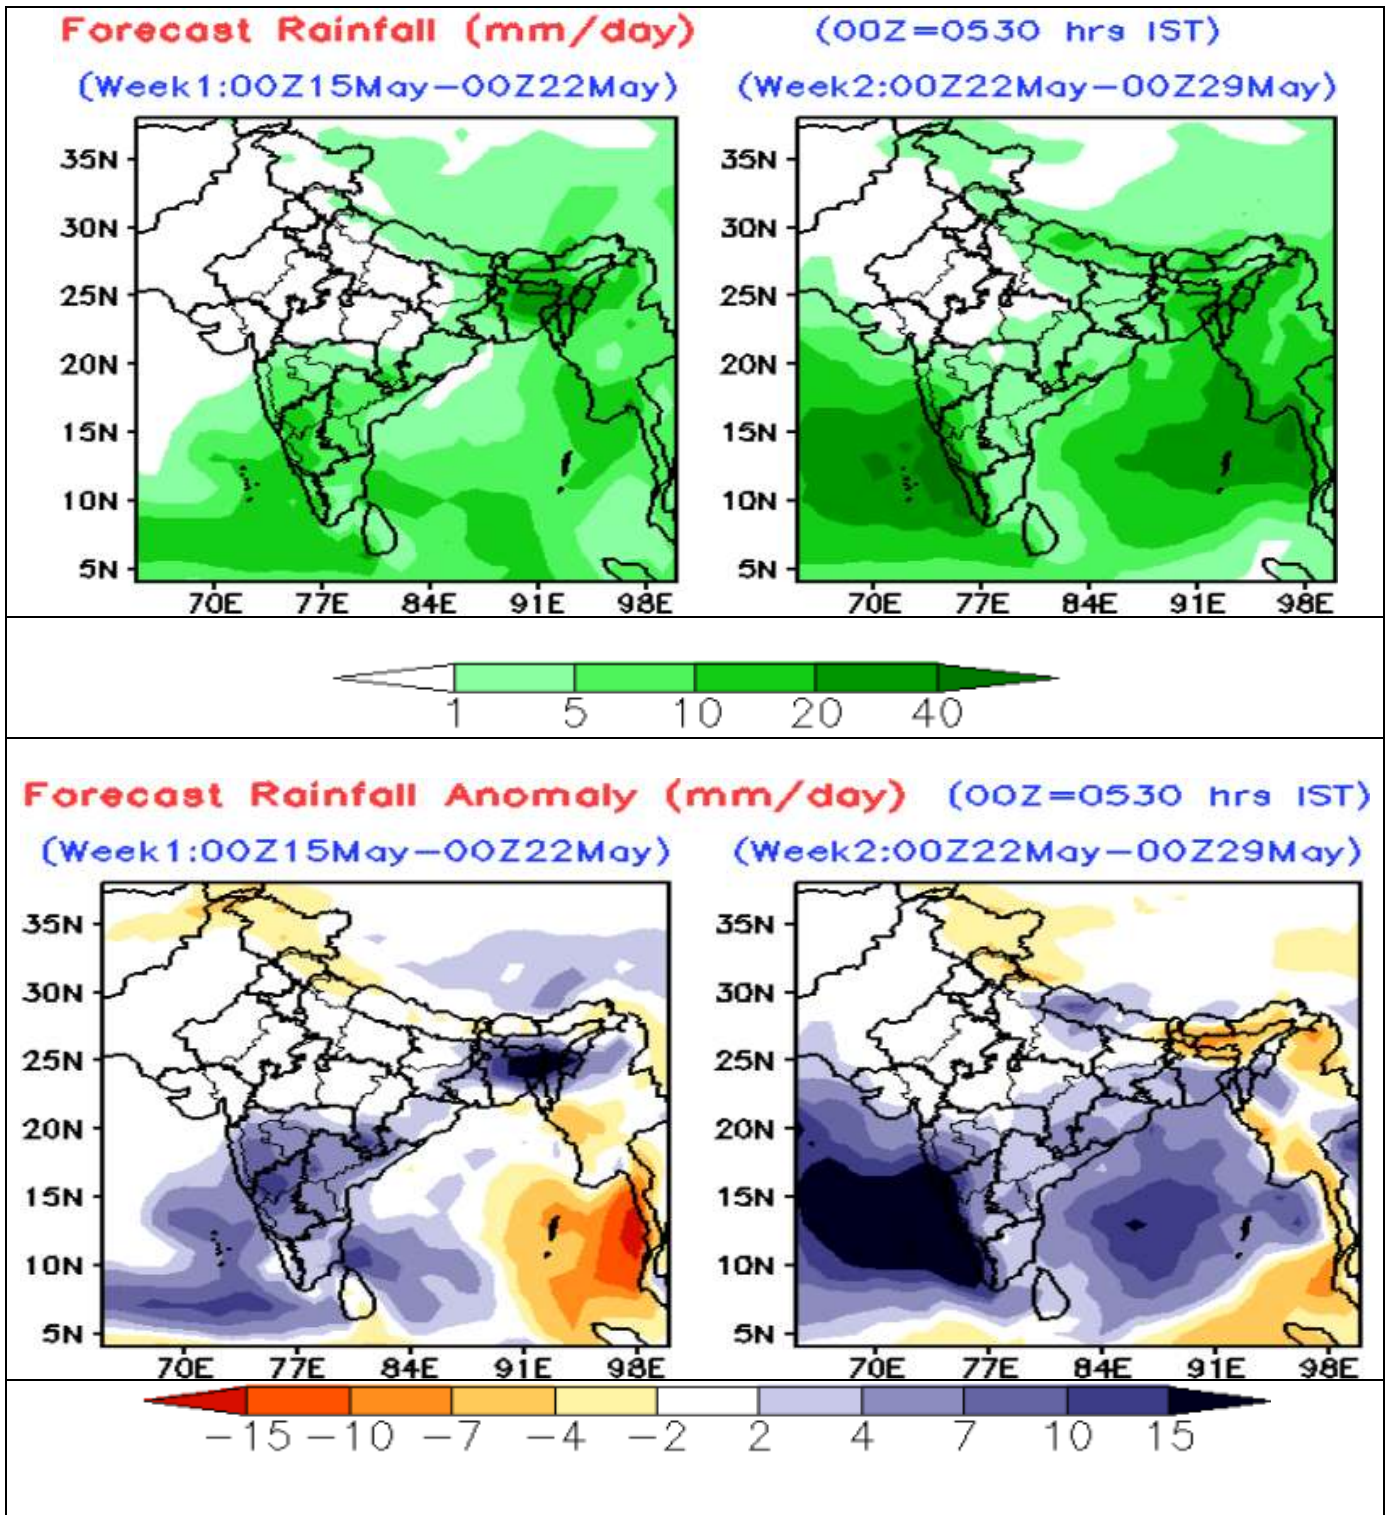 Forecast Rainfall (mm/day) (00Z=0530 hrs IST)
(Week1:00Z15May−00Z22May) (Week2:00Z22May−00Z29May)
35N 35N
30N 30N
25N 25N
20N 20N
15N 15N
10N 10N
5N 5N
70E 77E 84E 91E 98E 70E 77E 84E 91E 98E
1 5 10 20 40
Forecast Rainfall Anomaly (mm/day) (00Z=0530 hrs IST)
(Week1:00Z15May−00Z22May) (Week2:00Z22May−00Z29May)
35N 35N
30N 30N
25N 25N
20N 20N
15N 15N
10N 10N
5N 5N
70E 77E 84E 91E 98E 70E 77E 84E 91E 98E
−15 −10 −7 −4 −2 2 4 7 10 15